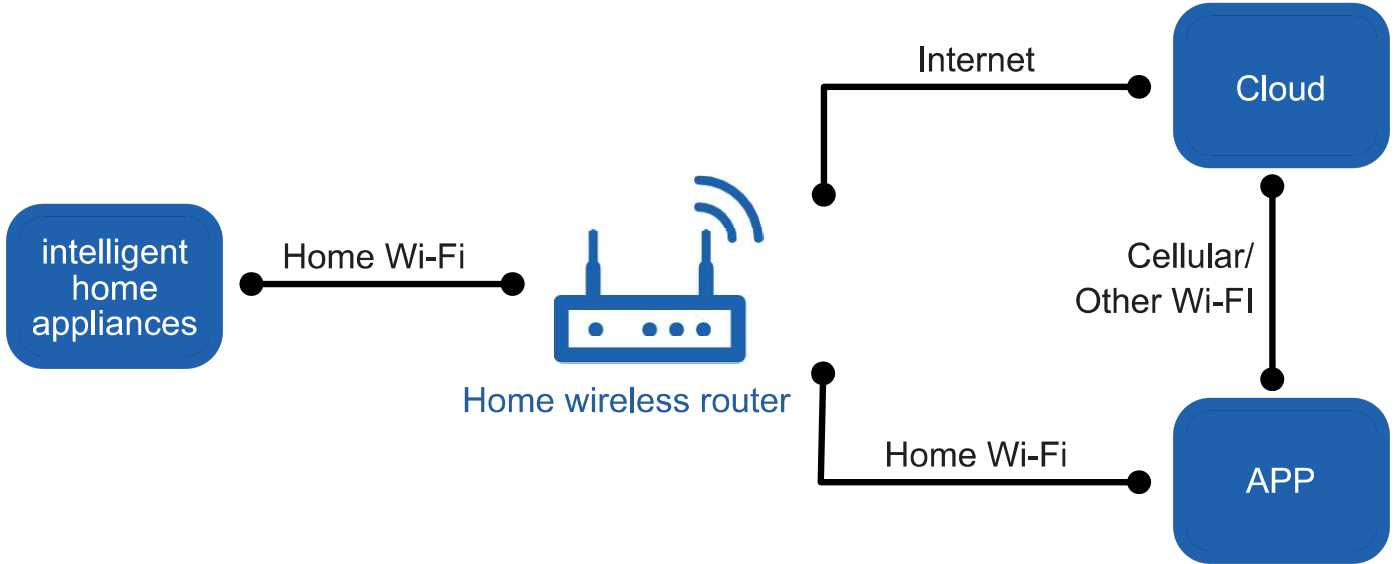 Internet
Cloud
intelligent
home
appliances
Home Wi-Fi
Cellular/
Other Wi-FI
Home wireless router
Home Wi-Fi
APP